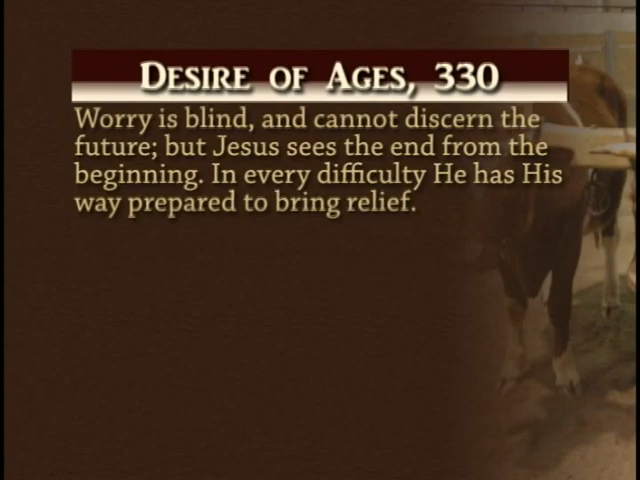 DESIRE OF AGES, 330
Worry is blind, and cannot discern the
future; but Jesus sees the end from the
beginning. In every difficulty He has His
way prepared to bring relief.